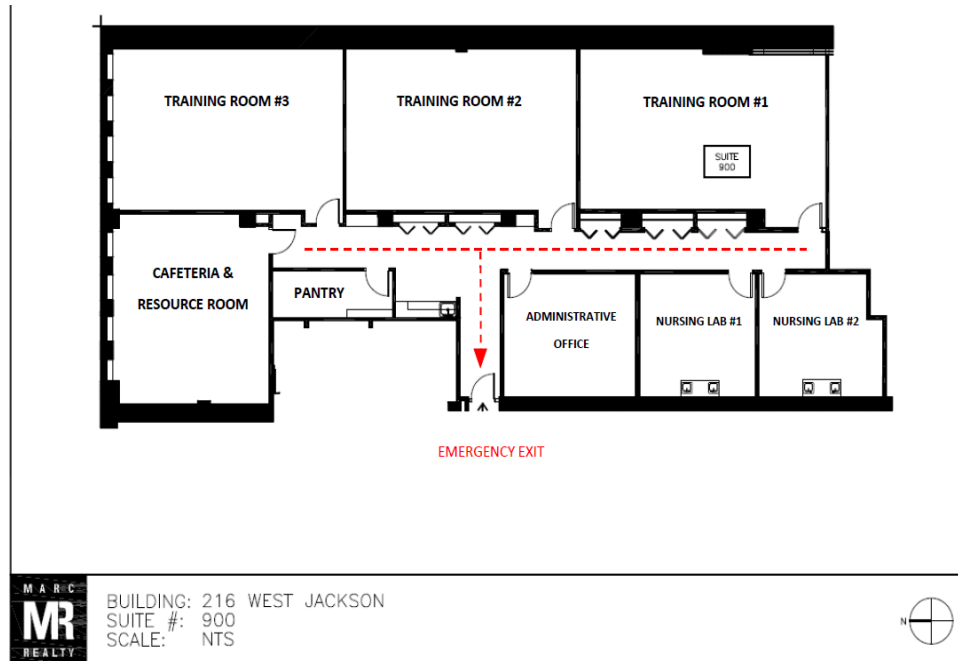 TRAINING ROOM #3
TRAINING ROOM #2
TRAINING ROOM #1
SUITE
900
CAFETERIA &
RESOURCE ROOM
PANTRY
ADMINISTRATIVE
OFFICE
NURSING LAB #1
NURSING LAB #2
EMERGENCY EXIT
MARC
MR
REALTY
BUILDING: 216 WEST JACKSON
SUITE #: 900
SCALE: NTS
N